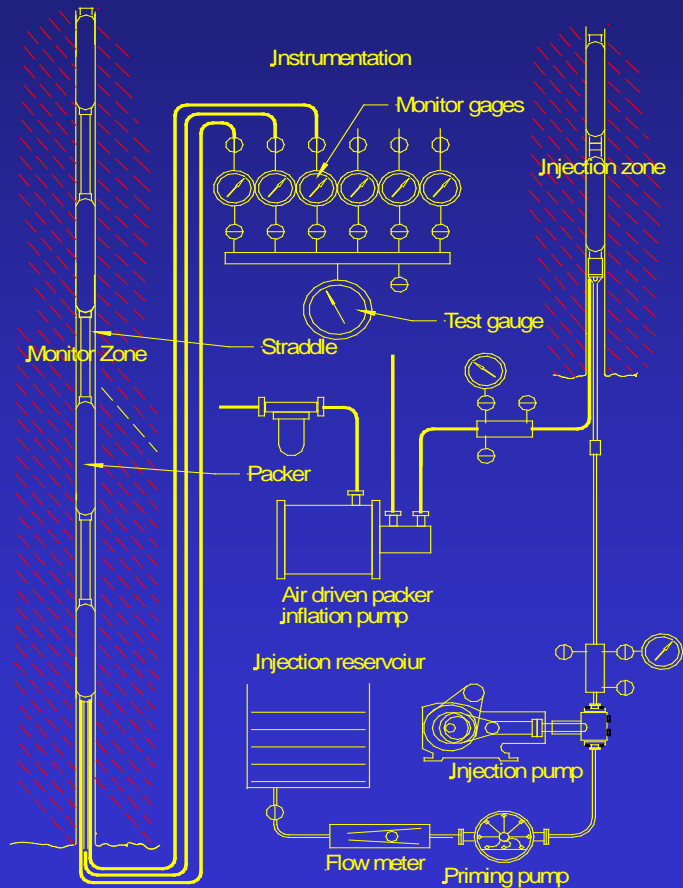 Instrumentation
Monitor gages
Injection zone
Test gauge
Straddle
Monitor Zone
Packer
Air driven packer
inflation pump
Injection reservoiur
Injection pump
Flow meter
Priming pump